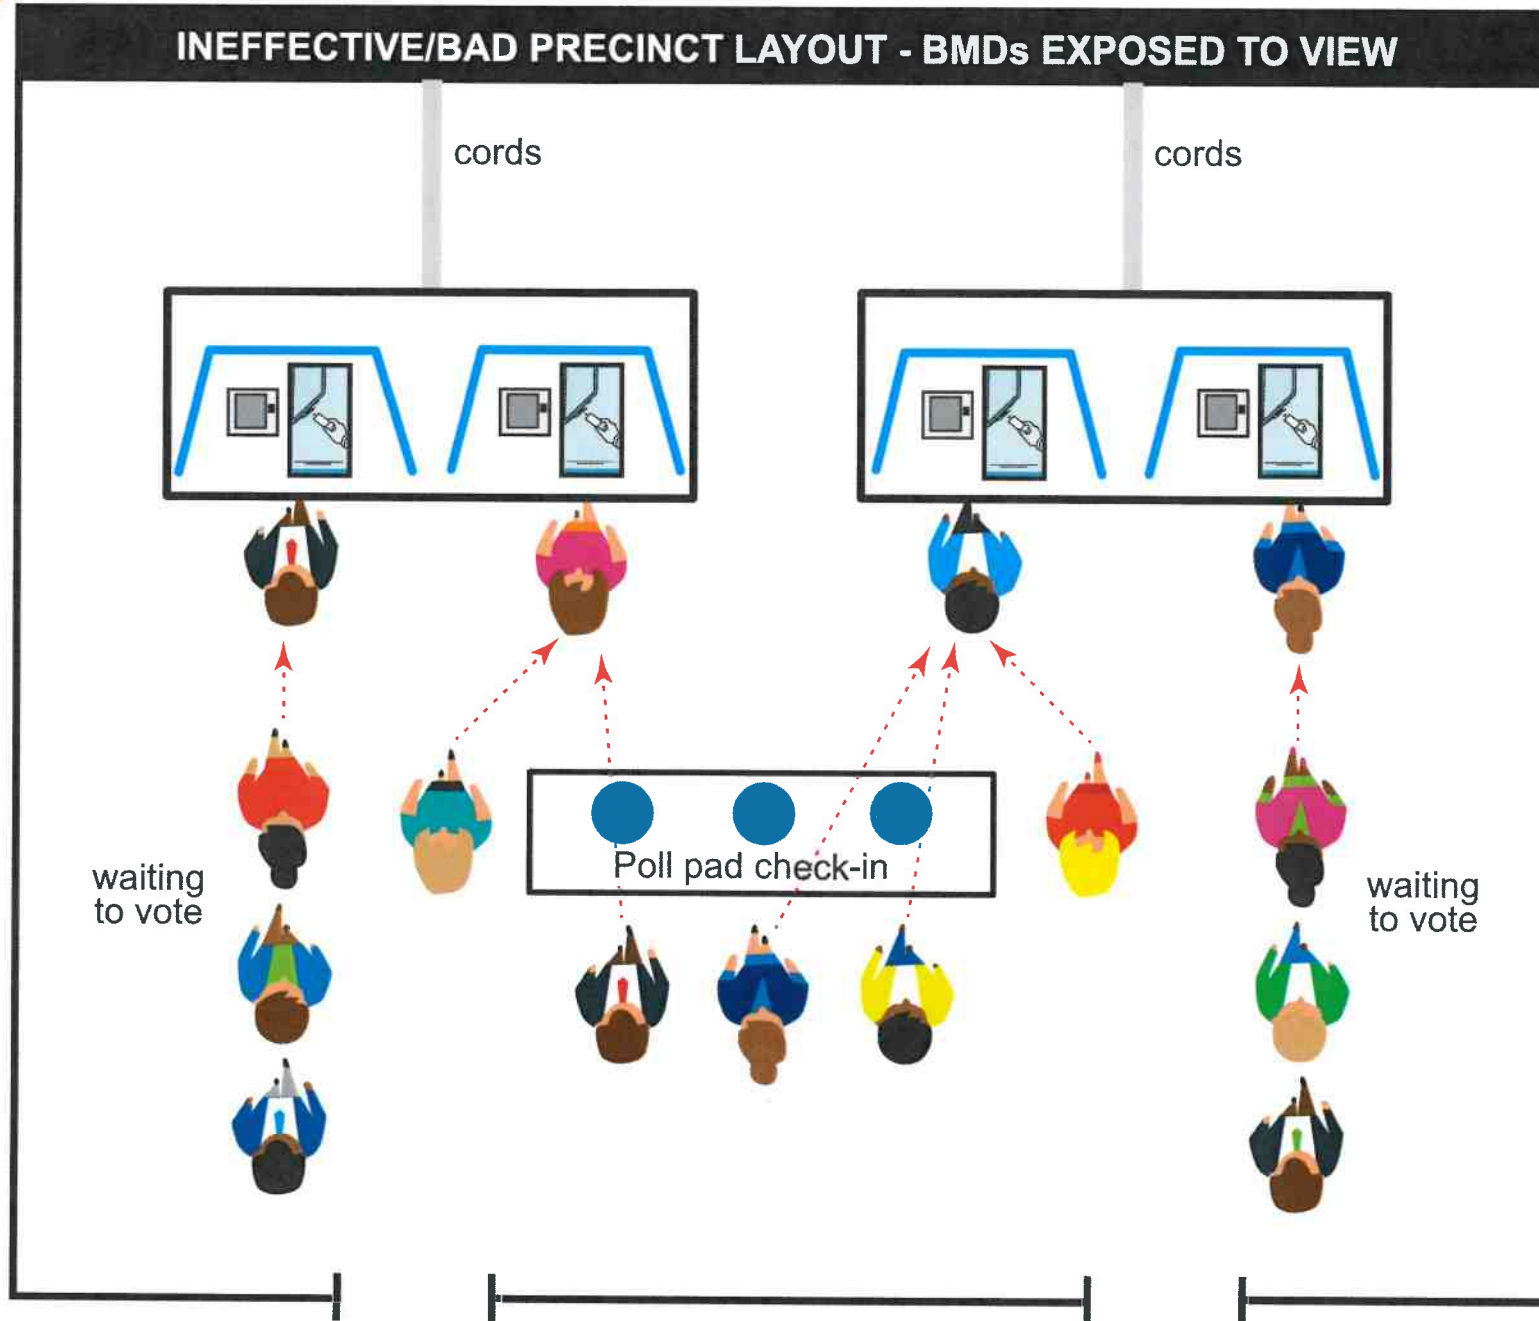 INEFFECTIVE/BAD PRECINCT LAYOUT - BMDs EXPOSED TO VIEW
cords
cords
Poll pad check-in
waiting
to vote
waiting
to vote